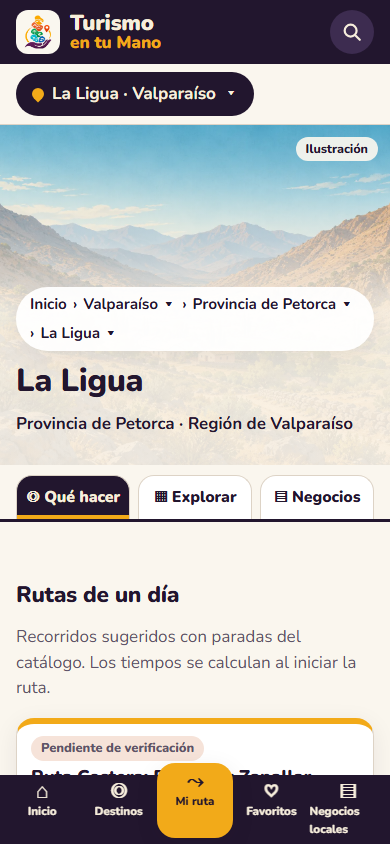 Turismo
en tu Mano
La Ligua · Valparaíso
Ilustración
Inicio › Valparaíso › Provincia de Petorca
› La Ligua
La Ligua
Provincia de Petorca · Región de Valparaíso
Qué hacer
Explorar
Negocios
Rutas de un día
Recorridos sugeridos con paradas del
catálogo. Los tiempos se calculan al iniciar la
ruta.
Pendiente de verificación
Zapallar
Inicio
Destinos
Mi ruta
Favoritos
Negocios
locales